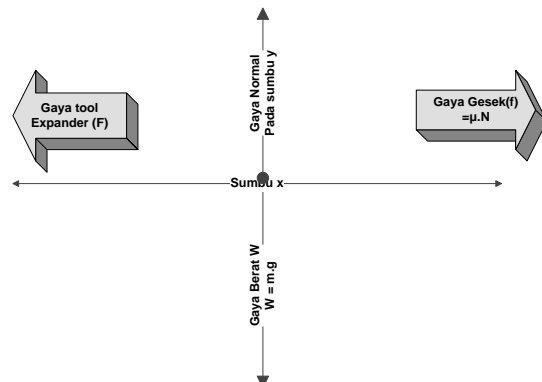 Gaya Normal
Pada sumbu y
Gaya tool
Expander (F)
Gaya Gesek(f)
=µ.N
Sumbu x
Gaya Berat W
W = m.g